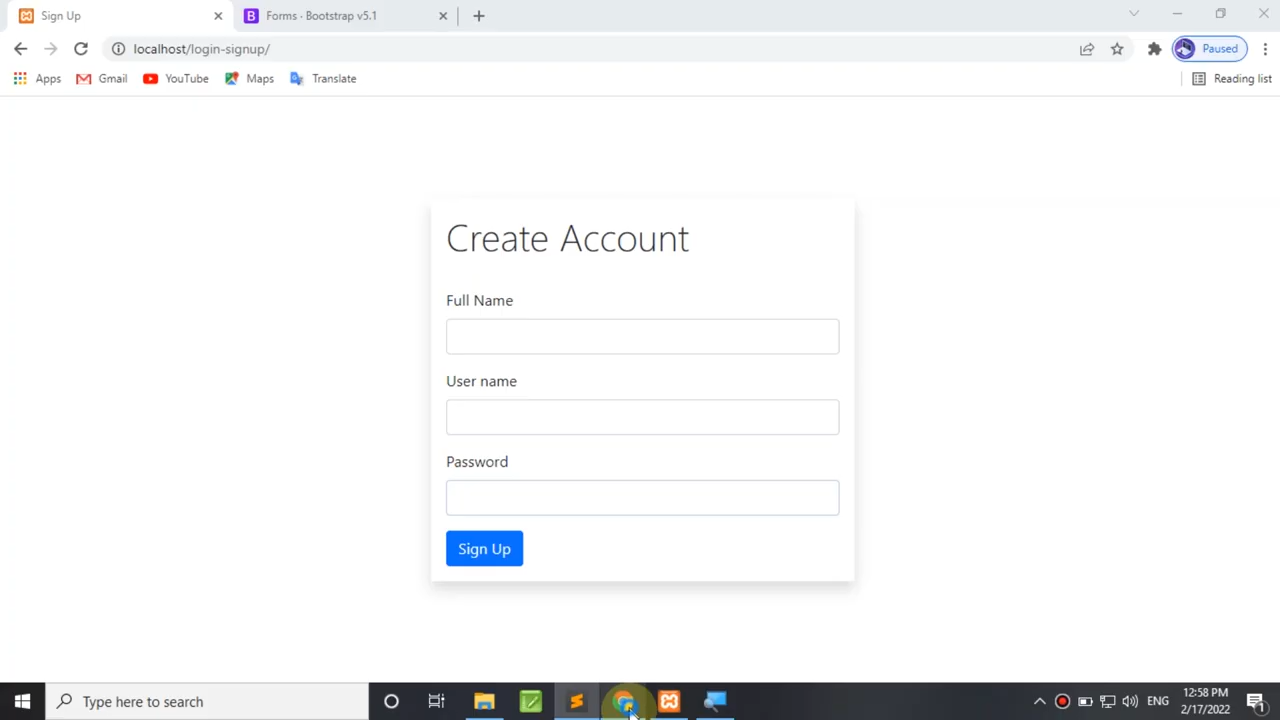 Sign Up
Forms · Bootstrap v5.1
localhost/login-signup/
Paused
Apps
Gmail
YouTube
Maps
Translate
Reading list
Create Account
Full Name
User name
Password
Sign Up
Type here to search
ENG
12:58 PM
2/17/2022
1